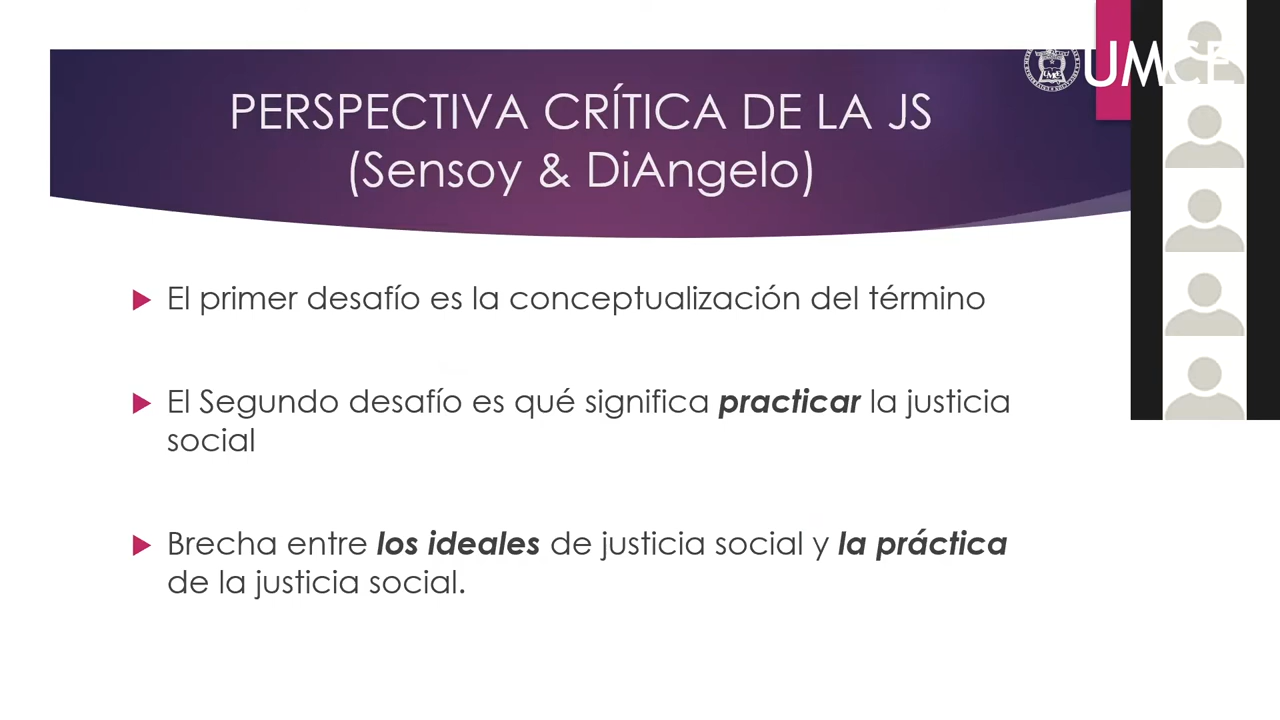 PERSPECTIVA CRÍTICA DE LA JS
(Sensoy & DiAngelo)
UMCE
El primer desafío es la conceptualización del término
El Segundo desafío es qué significa practicar la justicia
social
Brecha entre los ideales de justicia social y la práctica
de la justicia social.